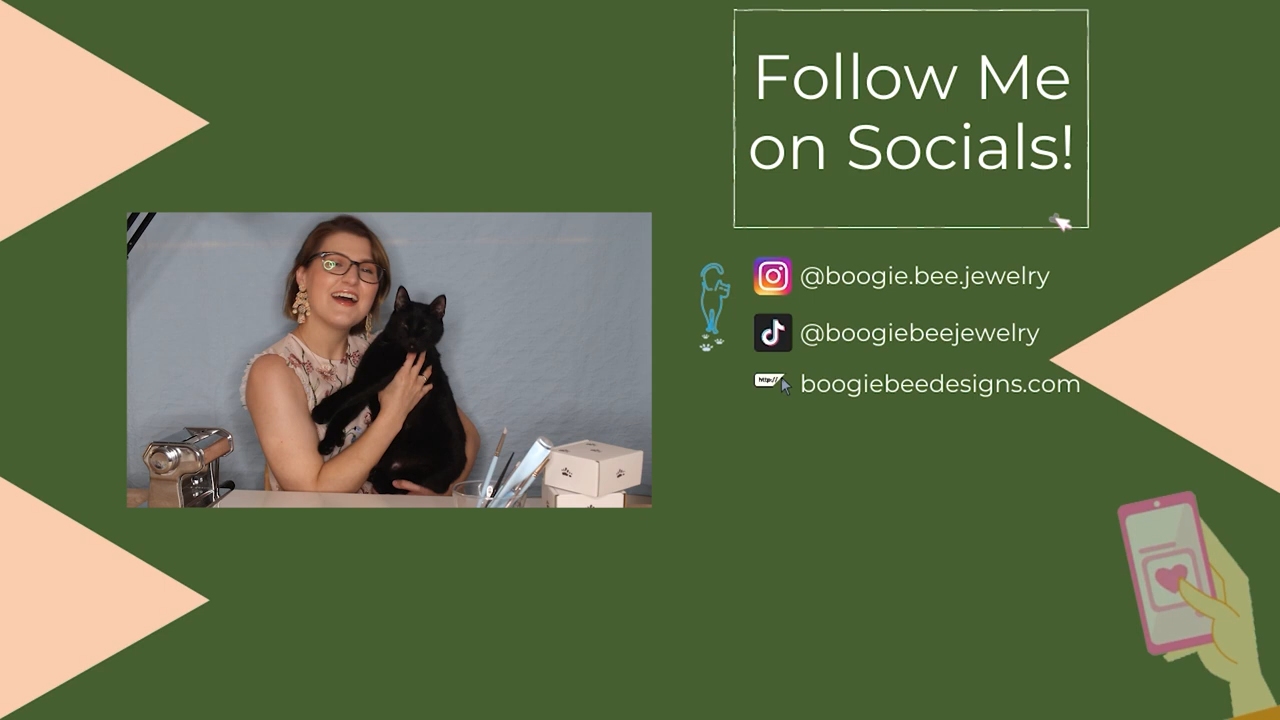 Follow Me
on Socials!
@boogie.bee.jewelry
@boogiebeejewelry
http://
boogiebeedesigns.com